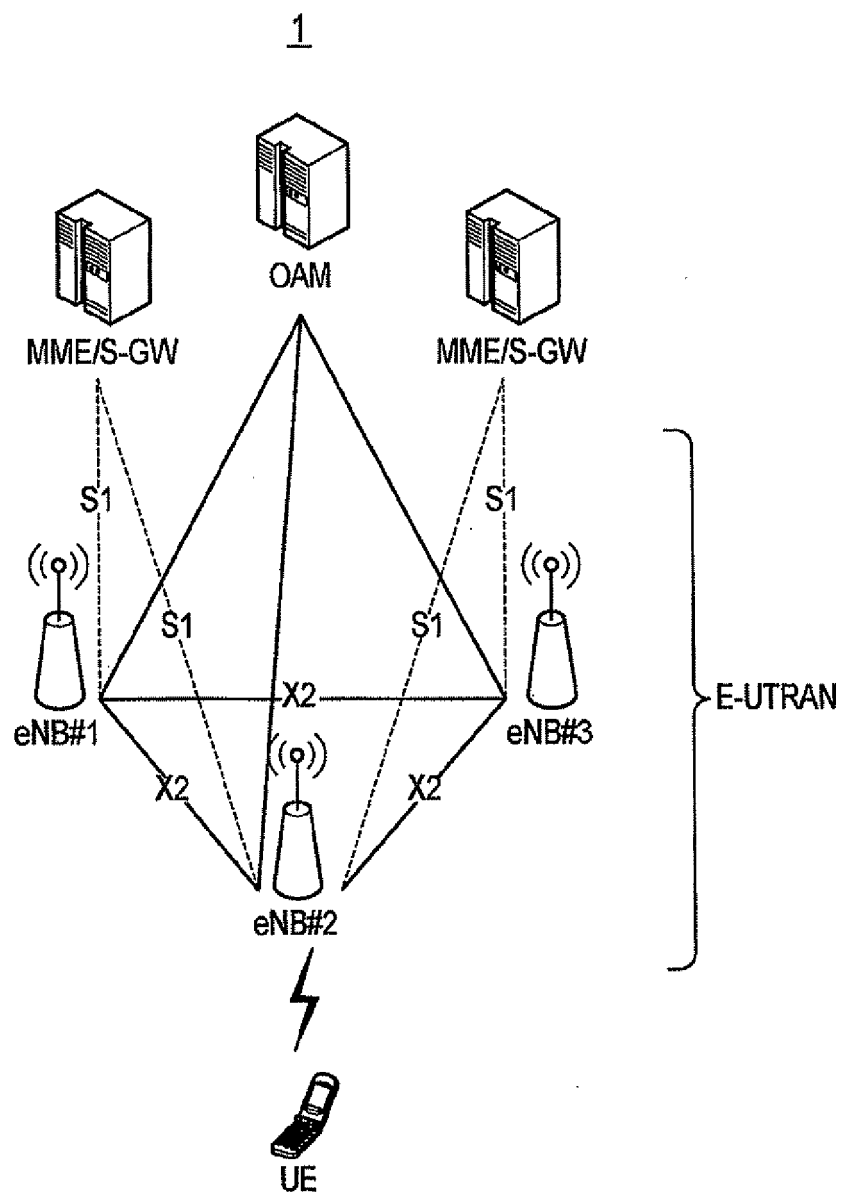 1
OAM
MME/S-GW
MME/S-GW
S1
S1
S1
S1
E-UTRAN
X2
eNB#1
eNB#3
X2
X2
eNB#2
UE